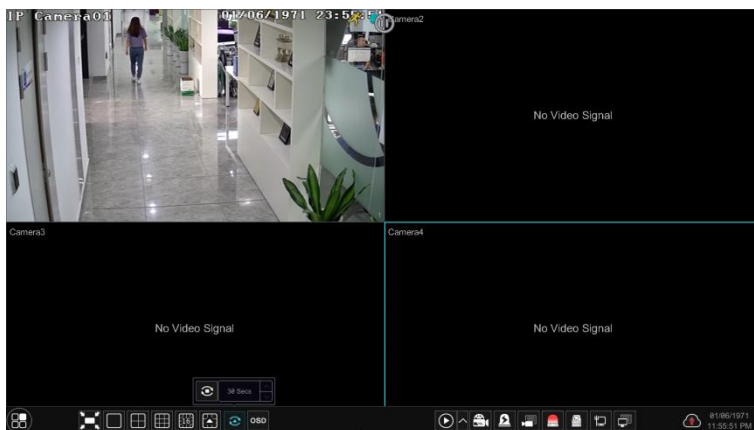 IP Camera01
01/06/1971 23:5
Camera2
No Video Signal
Camera3
Camera4
No Video Signal
No Video Signal
30 Secs
16
OSD
01/06/1971
11:55:51 PM